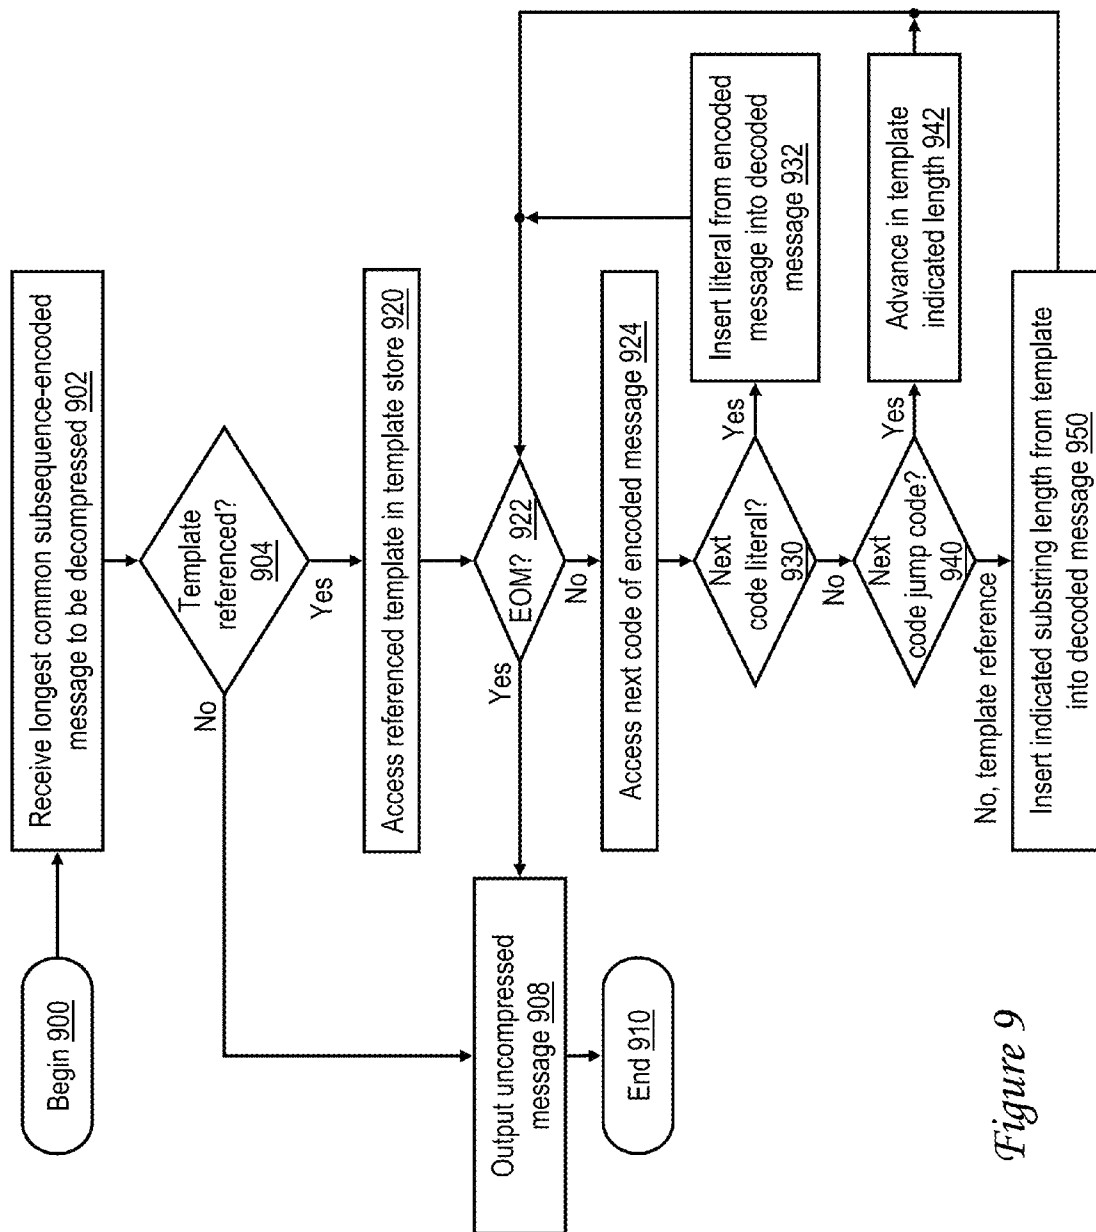 Begin 900
Receive longest common subsequence-encoded
message to be decompressed 902
Template
referenced?
904
No
Yes
Access referenced template in template store 920
Output uncompressed
message 908
Yes
EOM? 922
No
End 910
Access next code of encoded message 924
Next
code literal?
930
Yes
Insert literal from encoded
message into decoded
message 932
No
Next
code jump code?
940
Yes
Advance in template
indicated length 942
No, template reference
Insert indicated substring length from template
into decoded message 950
Figure 9